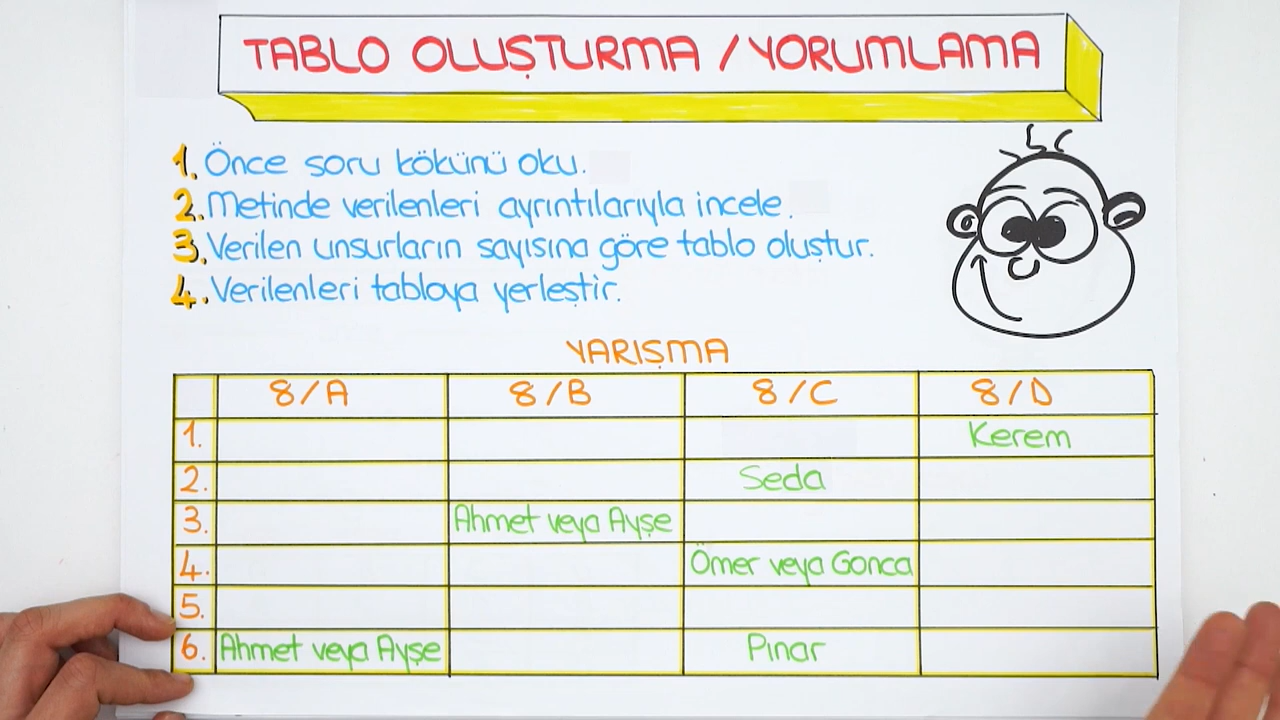 TABLO OLUŞTURMA / YORUMLAMA
1. Önce soru kökünü oku.
2. Metinde verilenleri ayrıntılarıyla incele.
3. Verilen unsurların sayısına göre tablo oluştur.
4. Verilenleri tabloya yerleştir.
YARIŞMA
8/A 8/B 8/C 8/D
1. Kerem
2. Seda
3. Ahmet veya Ayşe
4. Ömer veya Gonca
5.
6. Ahmet veya Ayşe Pınar